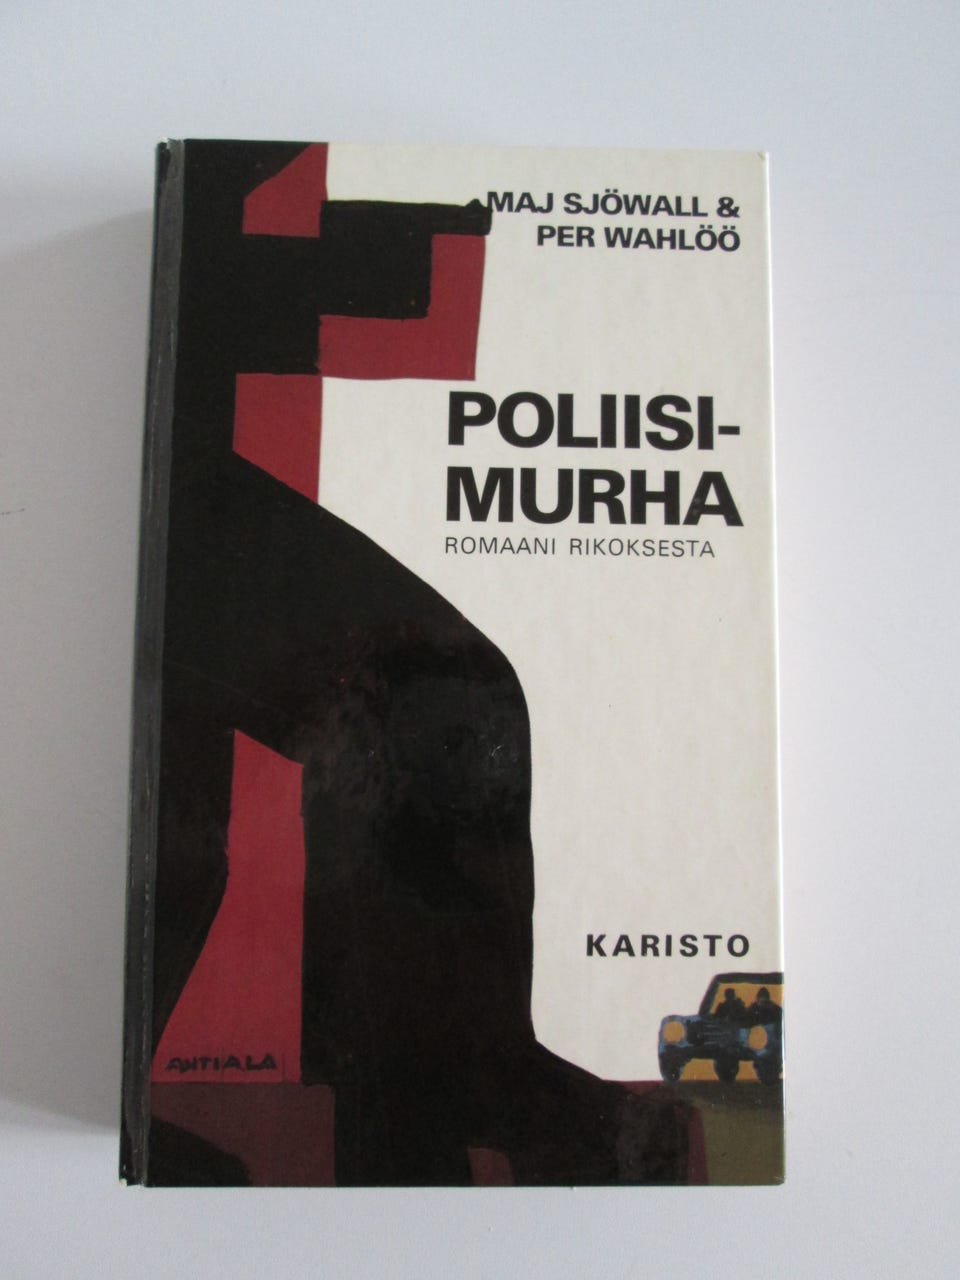 MAJ SJÖWALL &
PER WAHLÖÖ
POLIISI-
MURHA
ROMAANI RIKOKSESTA
KARISTO
ANTIALA